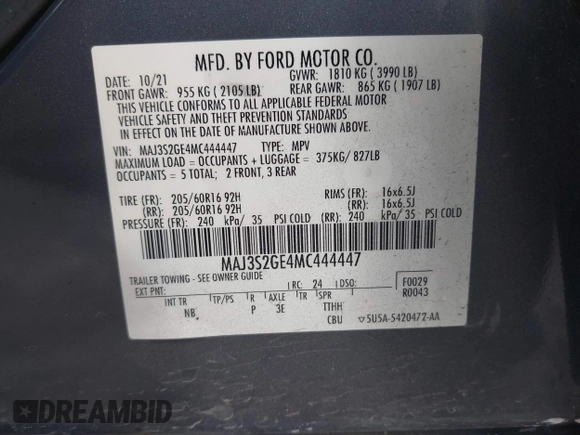 MFD. BY FORD MOTOR CO.
DATE: 10/21 GVWR: 1810 KG ( 3990 LB)
FRONT GAWR: 955 KG ( 2105 LB) REAR GAWR: 865 KG ( 1907 LB)
THIS VEHICLE CONFORMS TO ALL APPLICABLE FEDERAL MOTOR
VEHICLE SAFETY AND THEFT PREVENTION STANDARDS
IN EFFECT ON THE DATE OF MANUFACTURE SHOWN ABOVE.
VIN: MAJ3S2GE4MC444447 TYPE: MPV
MAXIMUM LOAD = OCCUPANTS + LUGGAGE = 375KG/ 827LB
OCCUPANTS = 5 TOTAL; 2 FRONT, 3 REAR
TIRE (FR): 205/60R16 92H RIMS (FR): 16x6.5J
(RR): 205/60R16 92H (RR): 16x6.5J
PRESSURE (FR): 240 kPa/ 35 PSI COLD (RR): 240 kPa/ 35 PSI COLD
MAJ3S2GE4MC444447
TRAILER TOWING - SEE OWNER GUIDE
EXT PNT: RC: 24 DSO: F0029
R0043
INT TR TP/PS R AXLE TR SPR
NB P 3E TTHH
CBU 5U5A-5420472-AA
DREAMBID